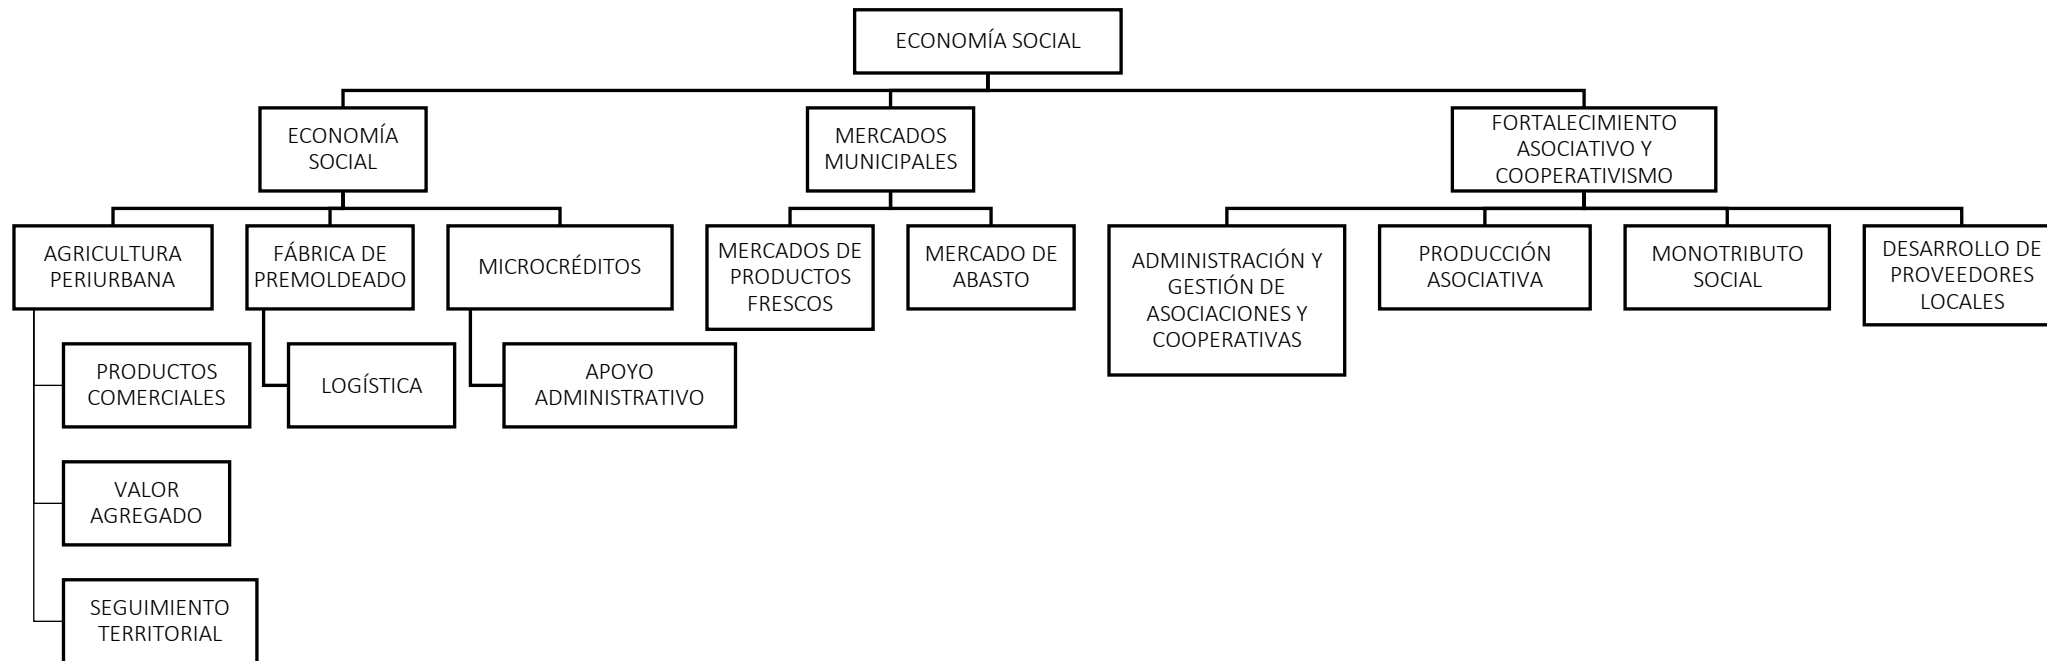 ECONOMÍA SOCIAL
ECONOMÍA
SOCIAL
MERCADOS
MUNICIPALES
FORTALECIMIENTO
ASOCIATIVO Y
COOPERATIVISMO
AGRICULTURA
PERIURBANA
FÁBRICA DE
PREMOLDEADO
MICROCRÉDITOS
MERCADOS DE
PRODUCTOS
FRESCOS
MERCADO DE
ABASTO
ADMINISTRACIÓN Y
GESTIÓN DE
ASOCIACIONES Y
COOPERATIVAS
PRODUCCIÓN
ASOCIATIVA
MONOTRIBUTO
SOCIAL
DESARROLLO DE
PROVEEDORES
LOCALES
PRODUCTOS
COMERCIALES
LOGÍSTICA
APOYO
ADMINISTRATIVO
VALOR
AGREGADO
SEGUIMIENTO
TERRITORIAL